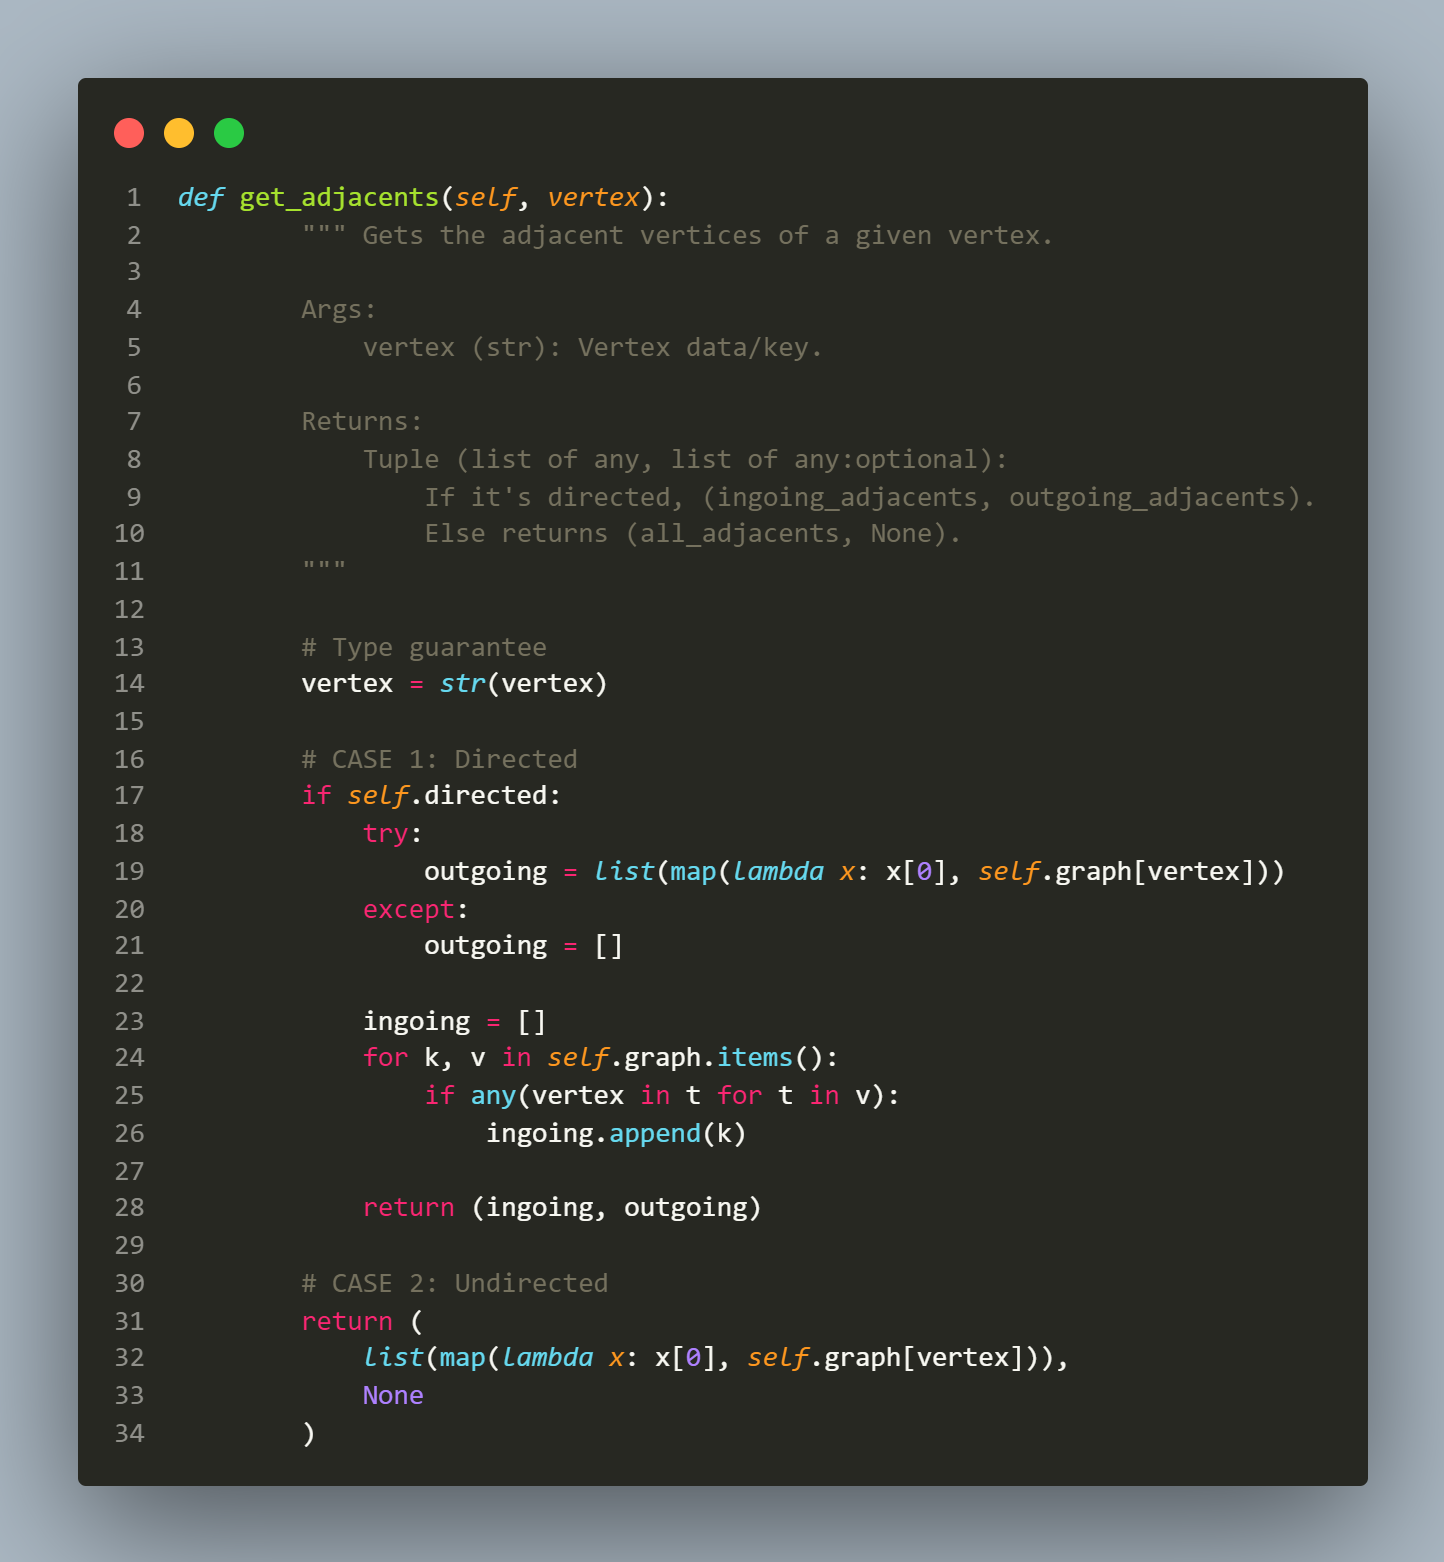 1 def get_adjacents(self, vertex):
2         """ Gets the adjacent vertices of a given vertex.
3
4         Args:
5             vertex (str): Vertex data/key.
6
7         Returns:
8             Tuple (list of any, list of any:optional):
9                 If it's directed, (ingoing_adjacents, outgoing_adjacents).
10                 Else returns (all_adjacents, None).
11         """
12
13         # Type guarantee
14         vertex = str(vertex)
15
16         # CASE 1: Directed
17         if self.directed:
18             try:
19                 outgoing = list(map(lambda x: x[0], self.graph[vertex]))
20             except:
21                 outgoing = []
22
23             ingoing = []
24             for k, v in self.graph.items():
25                 if any(vertex in t for t in v):
26                     ingoing.append(k)
27
28             return (ingoing, outgoing)
29
30         # CASE 2: Undirected
31         return (
32             list(map(lambda x: x[0], self.graph[vertex])),
33             None
34         )